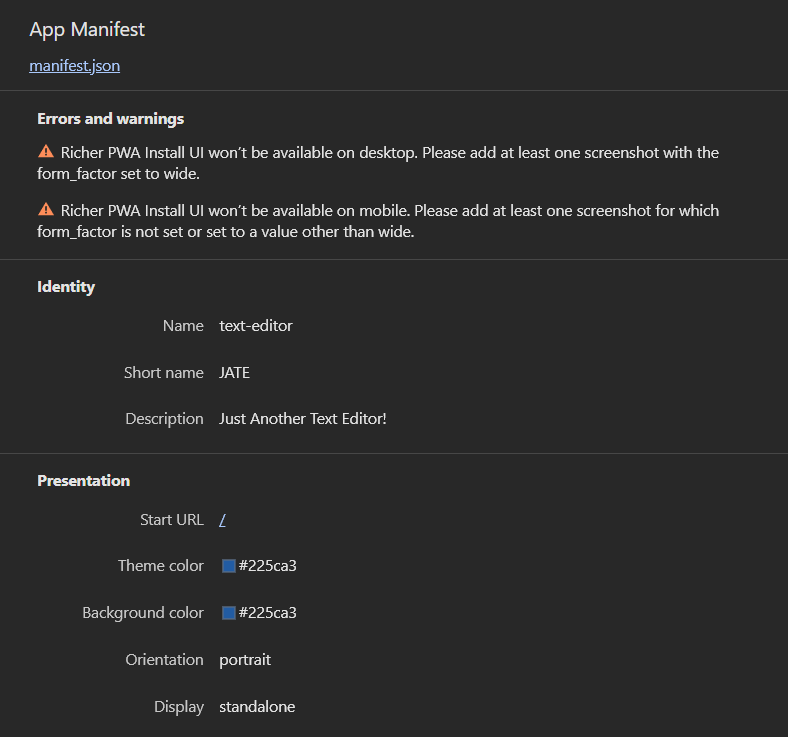 App Manifest
manifest.json
Errors and warnings
Richer PWA Install UI won’t be available on desktop. Please add at least one screenshot with the
form_factor set to wide.
Richer PWA Install UI won’t be available on mobile. Please add at least one screenshot for which
form_factor is not set or set to a value other than wide.
Identity
Name text-editor
Short name JATE
Description Just Another Text Editor!
Presentation
Start URL /
Theme color #225ca3
Background color #225ca3
Orientation portrait
Display standalone